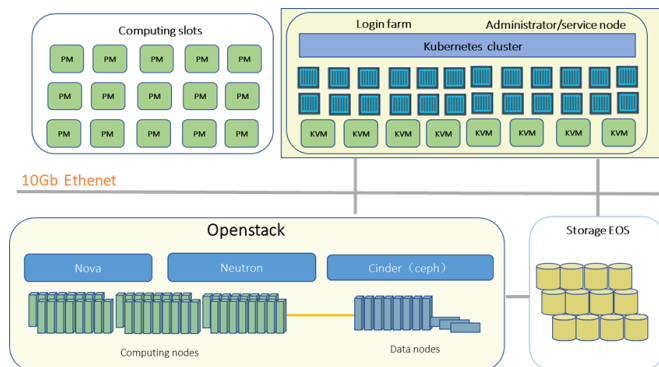 Computing slots
PM PM PM PM PM
PM PM PM PM PM
PM PM PM PM PM
Login farm Administrator/service node
Kubernetes cluster
KVM KVM KVM KVM KVM KVM KVM KVM
10Gb Ethenet
Openstack
Nova Neutron Cinder（ceph）
Computing nodes Data nodes
Storage EOS